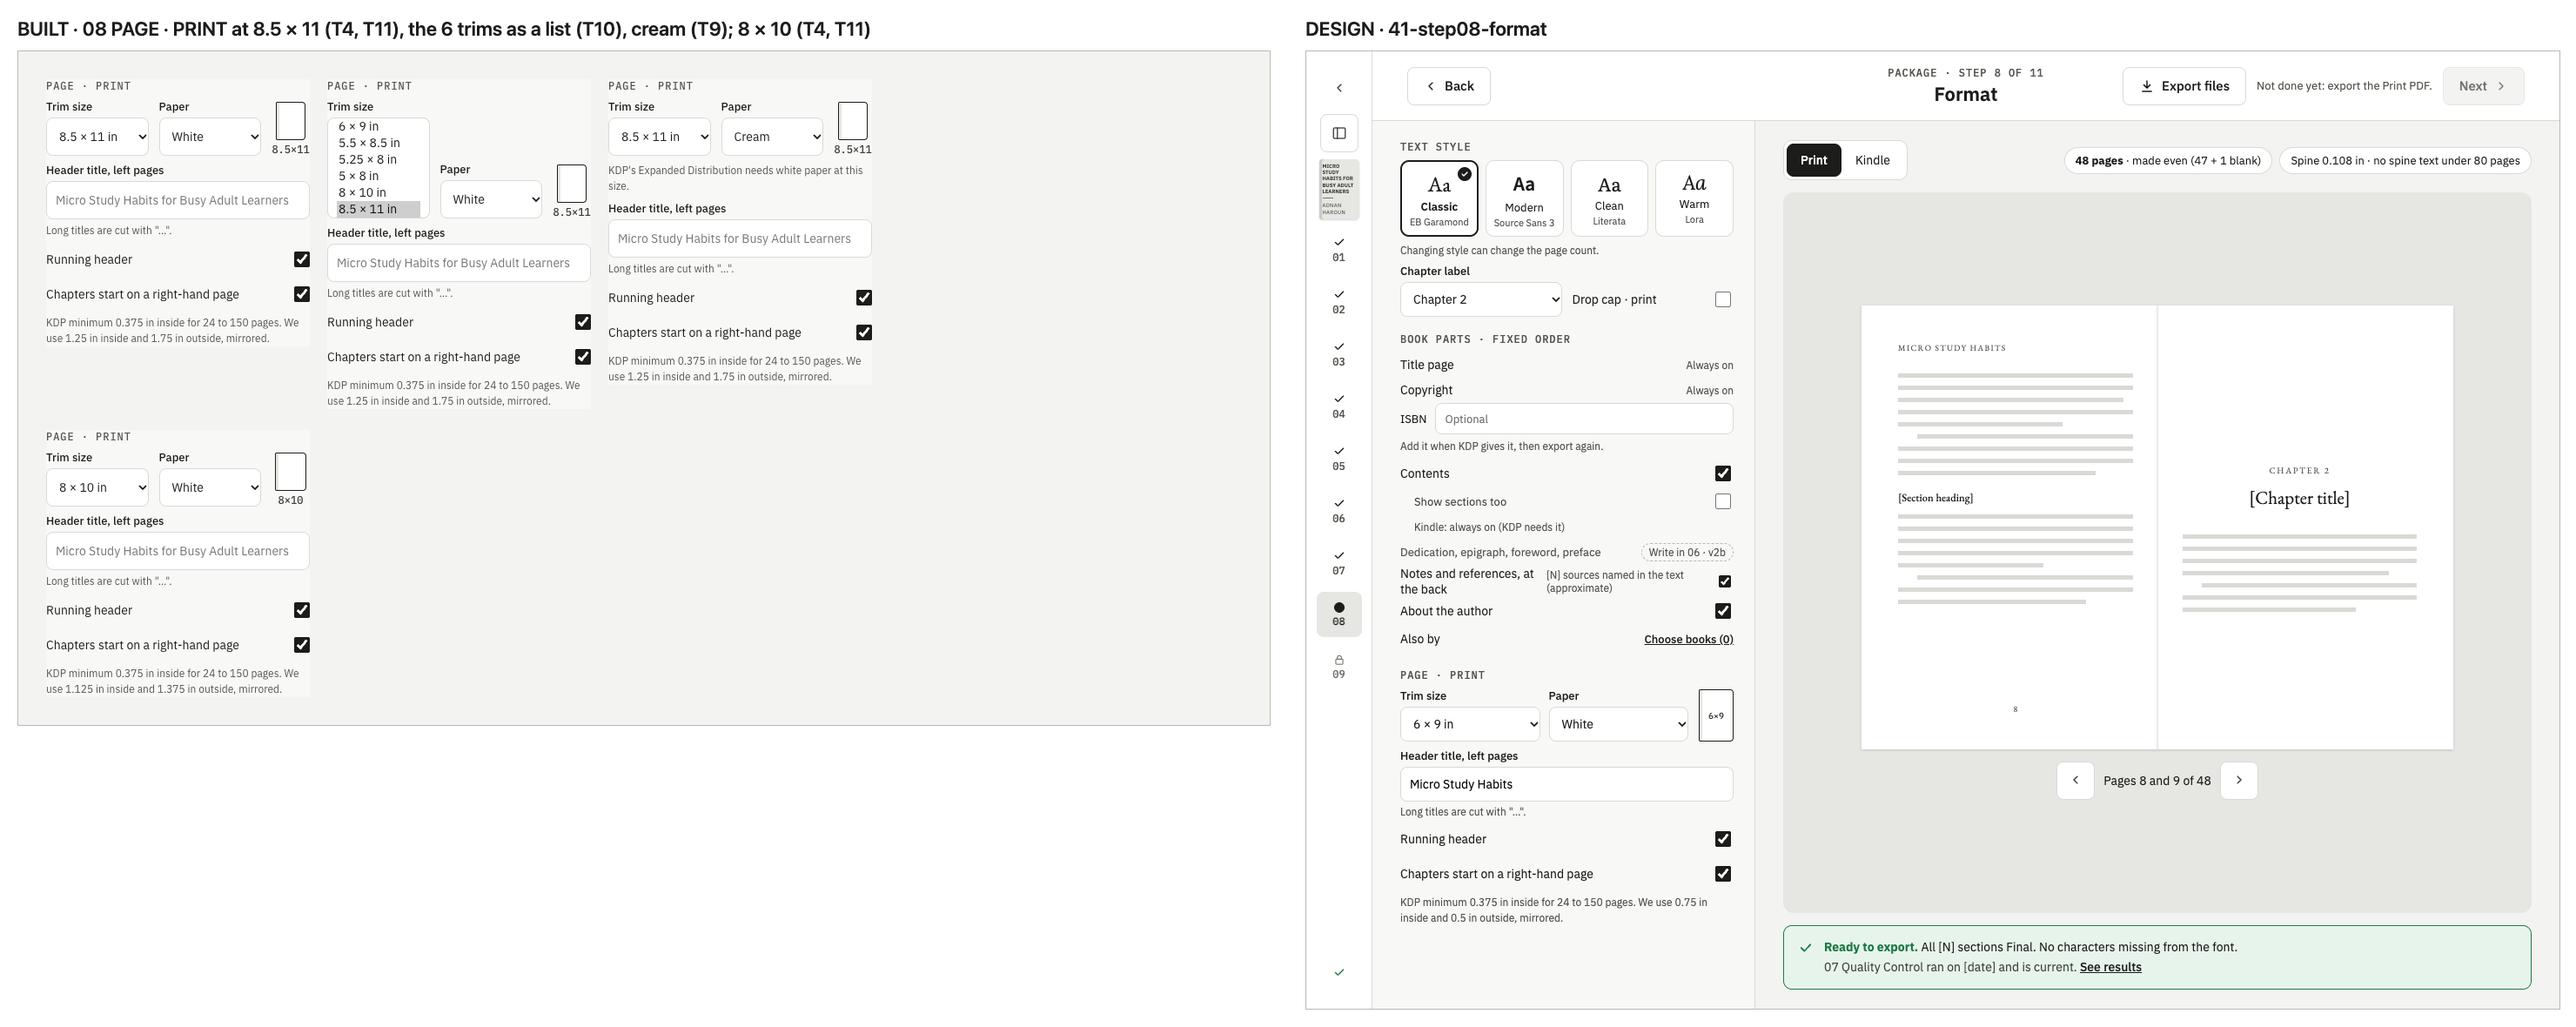 BUILT · 08 PAGE · PRINT at 8.5 × 11 (T4, T11), the 6 trims as a list (T10), cream (T9); 8 × 10 (T4, T11)
PAGE · PRINT
Trim size
Paper
8.5 × 11 in
White
8.5×11
Header title, left pages
Micro Study Habits for Busy Adult Learners
Long titles are cut with "...".
Running header
Chapters start on a right-hand page
KDP minimum 0.375 in inside for 24 to 150 pages. We
use 1.25 in inside and 1.75 in outside, mirrored.
PAGE · PRINT
Trim size
6 × 9 in
5.5 × 8.5 in
5.25 × 8 in
5 × 8 in
8 × 10 in
8.5 × 11 in
Paper
White
8.5×11
Header title, left pages
Micro Study Habits for Busy Adult Learners
Long titles are cut with "...".
Running header
Chapters start on a right-hand page
KDP minimum 0.375 in inside for 24 to 150 pages. We
use 1.25 in inside and 1.75 in outside, mirrored.
PAGE · PRINT
Trim size
Paper
8.5 × 11 in
Cream
8.5×11
KDP's Expanded Distribution needs white paper at this
size.
Header title, left pages
Micro Study Habits for Busy Adult Learners
Long titles are cut with "...".
Running header
Chapters start on a right-hand page
KDP minimum 0.375 in inside for 24 to 150 pages. We
use 1.25 in inside and 1.75 in outside, mirrored.
PAGE · PRINT
Trim size
Paper
8 × 10 in
White
8×10
Header title, left pages
Micro Study Habits for Busy Adult Learners
Long titles are cut with "...".
Running header
Chapters start on a right-hand page
KDP minimum 0.375 in inside for 24 to 150 pages. We
use 1.125 in inside and 1.375 in outside, mirrored.
DESIGN · 41-step08-format
MICRO
STUDY
HABITS FOR
BUSY ADULT
LEARNERS
ADNAN
HAROUN
01
02
03
04
05
06
07
08
09
Back
PACKAGE · STEP 8 OF 11
Format
Export files
Not done yet: export the Print PDF.
Next
TEXT STYLE
Aa
Classic
EB Garamond
Aa
Modern
Source Sans 3
Aa
Clean
Literata
Aa
Warm
Lora
Changing style can change the page count.
Chapter label
Chapter 2
Drop cap · print
BOOK PARTS · FIXED ORDER
Title page
Always on
Copyright
Always on
ISBN
Optional
Add it when KDP gives it, then export again.
Contents
Show sections too
Kindle: always on (KDP needs it)
Dedication, epigraph, foreword, preface
Write in 06 · v2b
Notes and references, at
the back
[N] sources named in the text
(approximate)
About the author
Also by
Choose books (0)
PAGE · PRINT
Trim size
Paper
6 × 9 in
White
6×9
Header title, left pages
Micro Study Habits
Long titles are cut with "...".
Running header
Chapters start on a right-hand page
KDP minimum 0.375 in inside for 24 to 150 pages. We use 0.75 in
inside and 0.5 in outside, mirrored.
Print
Kindle
48 pages · made even (47 + 1 blank)
Spine 0.108 in · no spine text under 80 pages
MICRO STUDY HABITS
[Section heading]
8
CHAPTER 2
[Chapter title]
Pages 8 and 9 of 48
Ready to export. All [N] sections Final. No characters missing from the font.
07 Quality Control ran on [date] and is current. See results